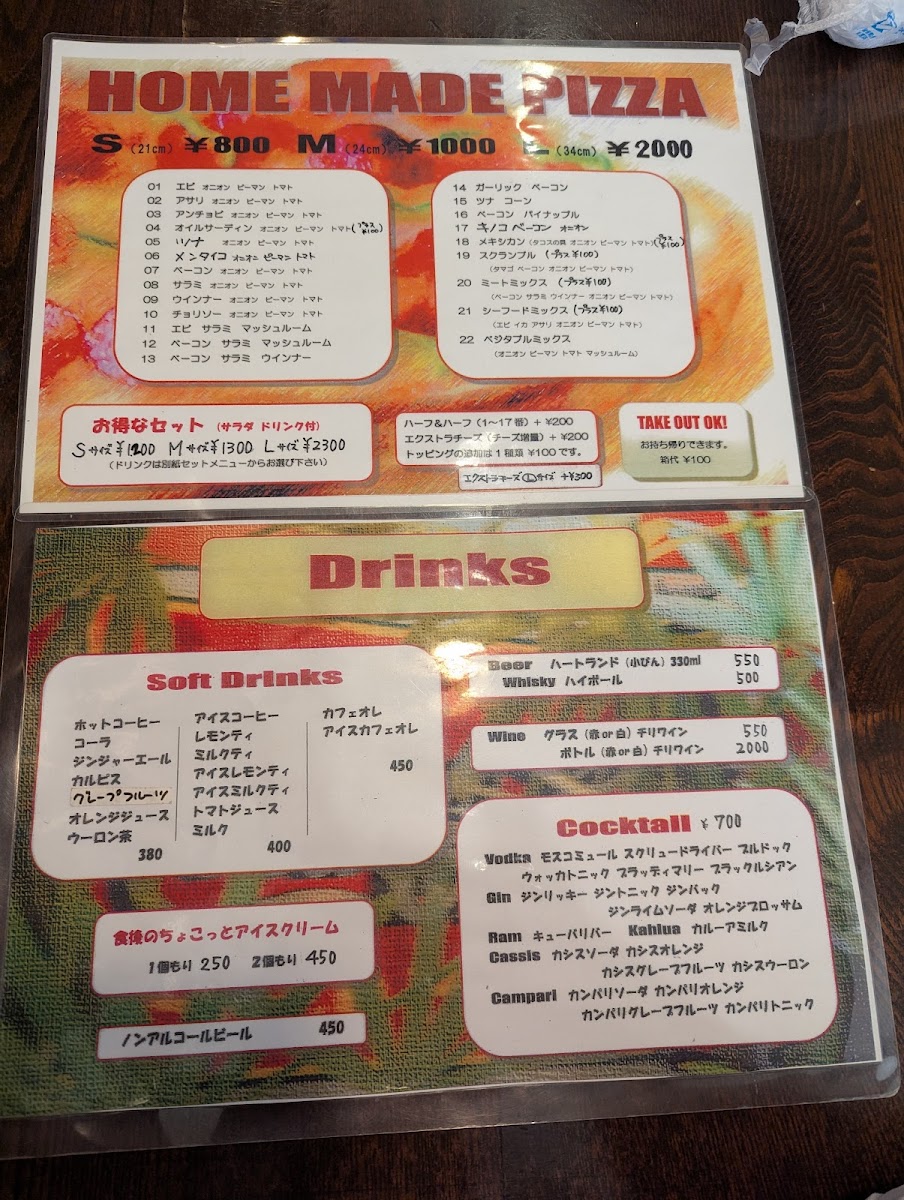 HOME MADE PIZZA
S (21cm) ¥800 M (24cm) ¥1000 L (34cm) ¥2000
01 エビ オニオン ピーマン トマト
02 アサリ オニオン ピーマン トマト
03 アンチョビ オニオン ピーマン トマト
04 オイルサーディン オニオン ピーマン トマト(プラス¥100)
05 ツナ オニオン ピーマン トマト
06 メンタイコ オニオン ピーマン トマト
07 ベーコン オニオン ピーマン トマト
08 サラミ オニオン ピーマン トマト
09 ウインナー オニオン ピーマン トマト
10 チョリソー オニオン ピーマン トマト
11 エビ サラミ マッシュルーム
12 ベーコン サラミ マッシュルーム
13 ベーコン サラミ ウインナー
14 ガーリック ベーコン
15 ツナ コーン
16 ベーコン パイナップル
17 キノコ ベーコン オニオン
18 メキシカン (タコスの具 オニオン ピーマン トマト)(プラス¥100)
19 スクランブル (プラス¥100)
(タマゴ ベーコン オニオン ピーマン トマト)
20 ミートミックス (プラス¥100)
(ベーコン サラミ ウインナー オニオン ピーマン トマト)
21 シーフードミックス (プラス¥100)
(エビ イカ アサリ オニオン ピーマン トマト)
22 ベジタブルミックス
(オニオン ピーマン トマト マッシュルーム)
お得なセット (サラダ ドリンク付)
Sサイズ¥1200 Mサイズ¥1300 Lサイズ¥2300
(ドリンクは別紙セットメニューからお選び下さい)
ハーフ&ハーフ (1~17番) + ¥200
エクストラチーズ (チーズ増量) + ¥200
トッピングの追加は1種類 ¥100です。
エクストラチーズ Ⓛサイズ +¥300
TAKE OUT OK!
お持ち帰りできます。
箱代 ¥100
Drinks
Soft Drinks
ホットコーヒー
コーラ
ジンジャーエール
カルピス
グレープフルーツ
オレンジジュース
ウーロン茶
380
アイスコーヒー
レモンティ
ミルクティ
アイスレモンティ
アイスミルクティ
トマトジュース
ミルク
400
カフェオレ
アイスカフェオレ
450
食後のちょこっとアイスクリーム
1個もり 250 2個もり 450
ノンアルコールビール 450
Beer ハートランド (小びん) 330ml 550
Whisky ハイボール 500
Wine グラス (赤or白) チリワイン 550
ボトル (赤or白) チリワイン 2000
Cocktail ¥700
Vodka モスコミュール スクリュードライバー ブルドック
ウォッカトニック ブラッディマリー ブラックルシアン
Gin ジンリッキー ジントニック ジンバック
ジンライムソーダ オレンジブロッサム
Ram キューバリバー Kahlua カルーアミルク
Cassis カシスソーダ カシスオレンジ
カシスグレープフルーツ カシスウーロン
Campari カンパリソーダ カンパリオレンジ
カンパリグレープフルーツ カンパリトニック